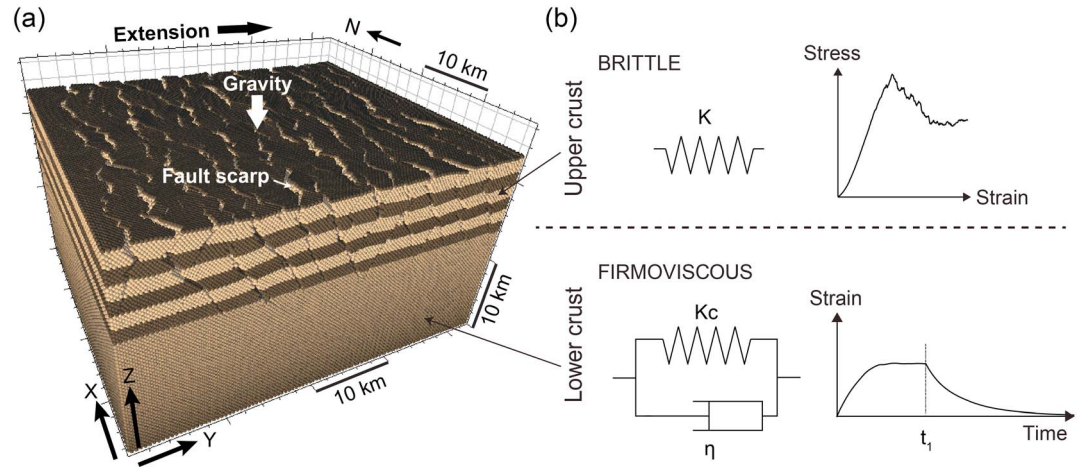 (a)
Extension
N
10 km
Gravity
Fault scarp
10 km
10 km
X
Z
Y
(b)
Upper crust
BRITTLE
K
Stress
Strain
Lower crust
FIRMOVISCOUS
Kc
η
Strain
t₁
Time